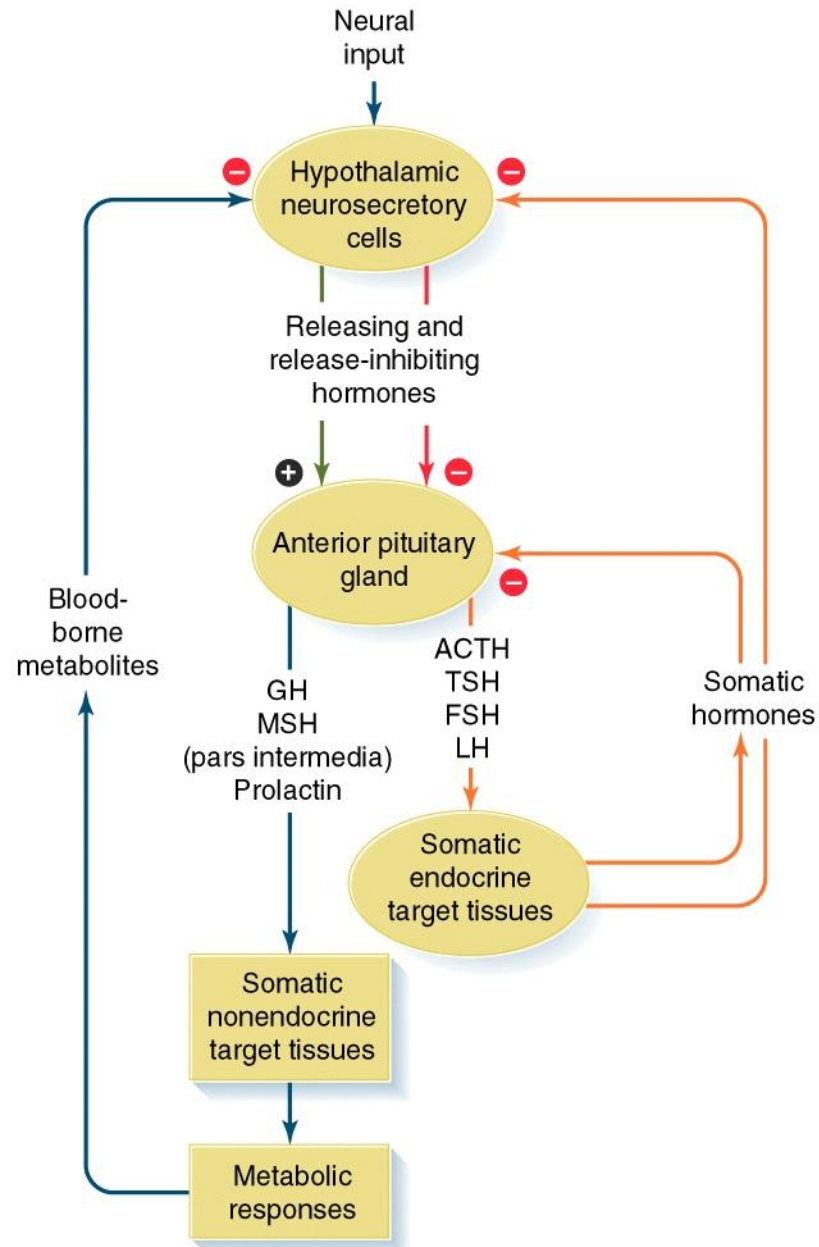 Neural
input
Hypothalamic
neurosecretory
cells
Releasing and
release-inhibiting
hormones
Anterior pituitary
gland
Blood-
borne
metabolites
GH
MSH
(pars intermedia)
Prolactin
ACTH
TSH
FSH
LH
Somatic
hormones
Somatic
endocrine
target tissues
Somatic
nonendocrine
target tissues
Metabolic
responses